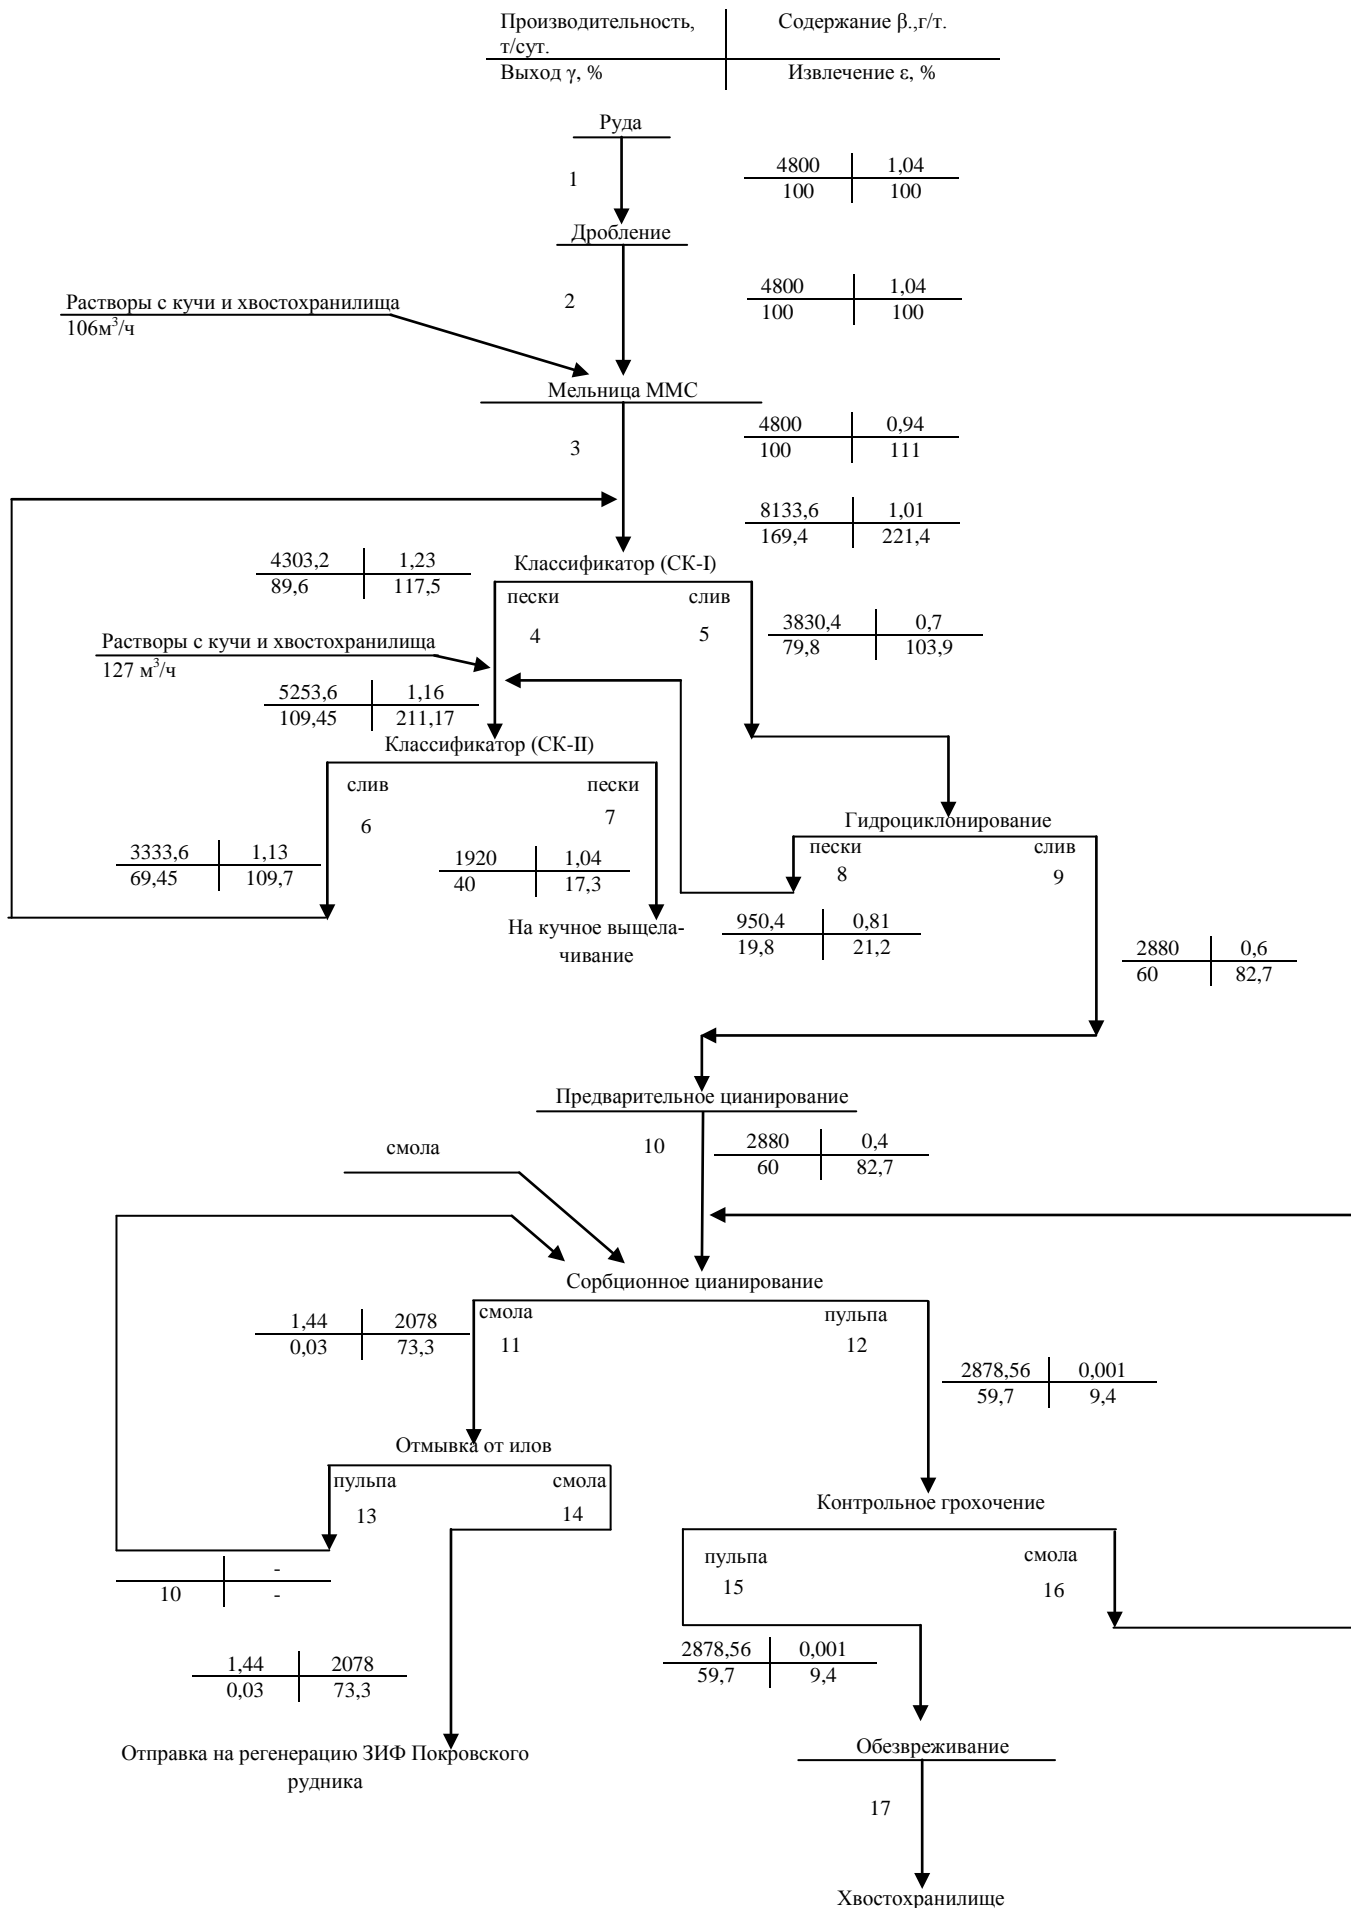 Производительность, Содержание β.,г/т.
т/сут.
Выход γ, % Извлечение ε, %
Руда
1
4800 1,04
100 100
Дробление
2
4800 1,04
100 100
Растворы с кучи и хвостохранилища
106м³/ч
Мельница ММС
3
4800 0,94
100 111
8133,6 1,01
169,4 221,4
4303,2 1,23
89,6 117,5
Классификатор (СК-I)
пески слив
4 5
3830,4 0,7
79,8 103,9
Растворы с кучи и хвостохранилища
127 м³/ч
5253,6 1,16
109,45 211,17
Классификатор (СК-II)
слив пески
6 7
3333,6 1,13
69,45 109,7
1920 1,04
40 17,3
На кучное выщела-
чивание
Гидроциклонирование
пески слив
8 9
950,4 0,81
19,8 21,2
2880 0,6
60 82,7
Предварительное цианирование
10
2880 0,4
60 82,7
смола
Сорбционное цианирование
смола пульпа
11 12
1,44 2078
0,03 73,3
2878,56 0,001
59,7 9,4
Отмывка от илов
пульпа смола
13 14
-
10 -
1,44 2078
0,03 73,3
Отправка на регенерацию ЗИФ Покровского
рудника
Контрольное грохочение
пульпа смола
15 16
2878,56 0,001
59,7 9,4
Обезвреживание
17
Хвостохранилище